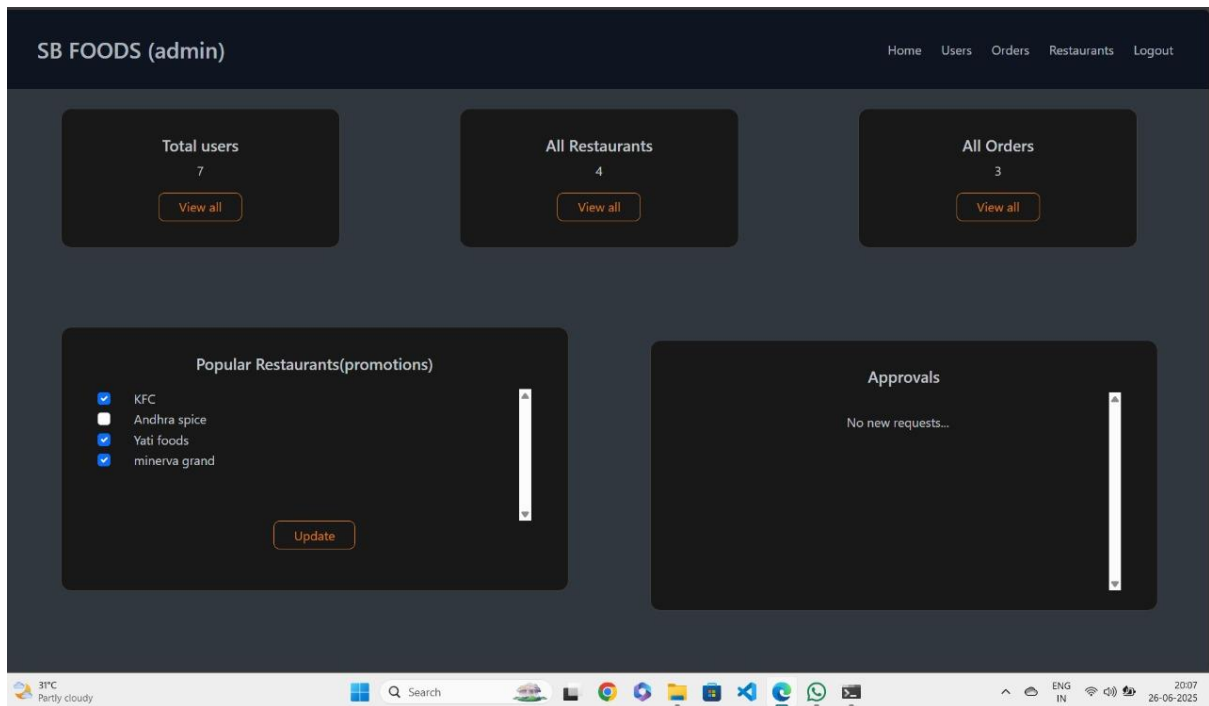 SB FOODS (admin)
Home Users Orders Restaurants Logout
Total users
7
View all
All Restaurants
4
View all
All Orders
3
View all
Popular Restaurants(promotions)
KFC
Andhra spice
Yati foods
minerva grand
Update
Approvals
No new requests...
31°C
Partly cloudy
Search
ENG
IN
20:07
26-06-2025